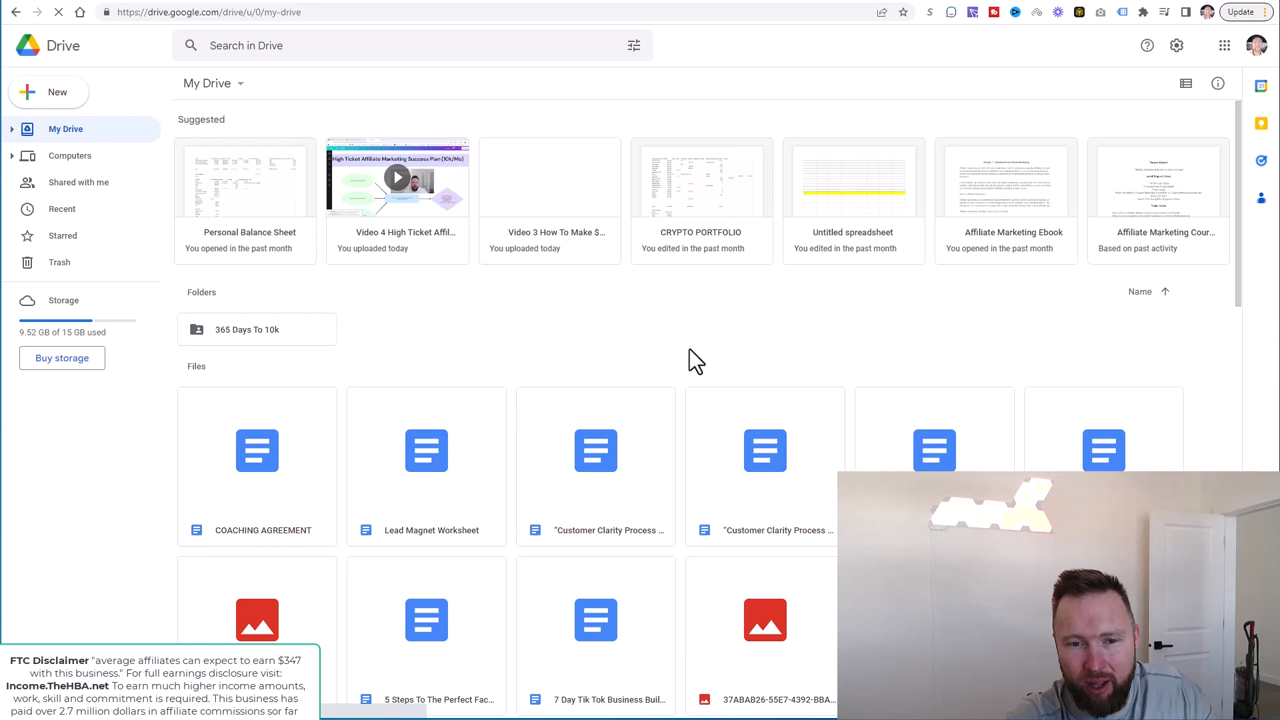 https://drive.google.com/drive/u/0/my-drive
Update
Drive
Search in Drive
New
My Drive
Computers
Shared with me
Recent
Starred
Trash
Storage
9.52 GB of 15 GB used
Buy storage
My Drive
Suggested
High Ticket Affiliate Marketing Success Plan (10k/Mo)
Personal Balance Sheet
You opened in the past month
Video 4 High Ticket Affil...
You uploaded today
Video 3 How To Make $...
You uploaded today
CRYPTO PORTFOLIO
You edited in the past month
Untitled spreadsheet
You edited in the past month
Affiliate Marketing Ebook
You opened in the past month
Affiliate Marketing Cour...
Based on past activity
Folders
Name
365 Days To 10k
Files
COACHING AGREEMENT
Lead Magnet Worksheet
"Customer Clarity Process ...
"Customer Clarity Process ...
5 Steps To The Perfect Fac...
7 Day Tik Tok Business Buil...
37ABAB26-55E7-4392-BBA...
FTC Disclaimer "average affiliates can expect to earn $347
with this business." For full earnings disclosure visit:
Income.TheHBA.net To earn much higher income amounts,
work, skill and commitment is required. This business has
paid over 2.7 million dollars in affiliate commissions sor far